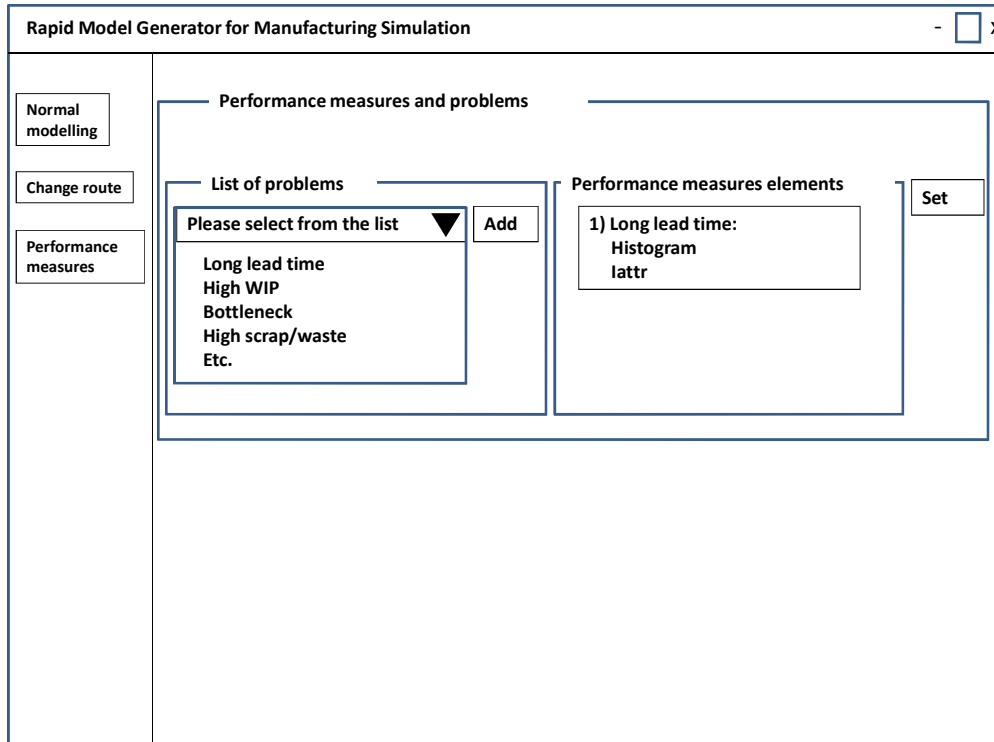 Rapid Model Generator for Manufacturing Simulation
- X
Normal
modelling
Change route
Performance
measures
Performance measures and problems
List of problems
Please select from the list
Add
Long lead time
High WIP
Bottleneck
High scrap/waste
Etc.
Performance measures elements
1) Long lead time:
Histogram
Iattr
Set